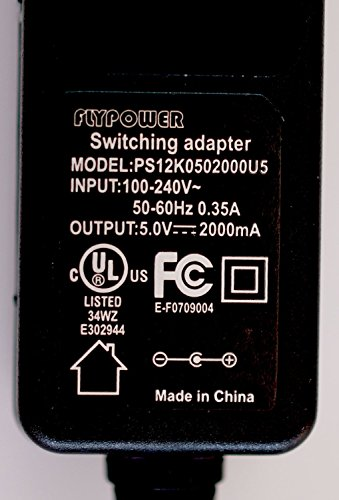 FLYPOWER
Switching adapter
MODEL:PS12K0502000U5
INPUT:100-240V~
50-60Hz 0.35A
OUTPUT:5.0V⎓2000mA
C UL US
®
LISTED
34WZ
E302944
FC
E-F0709004
Made in China